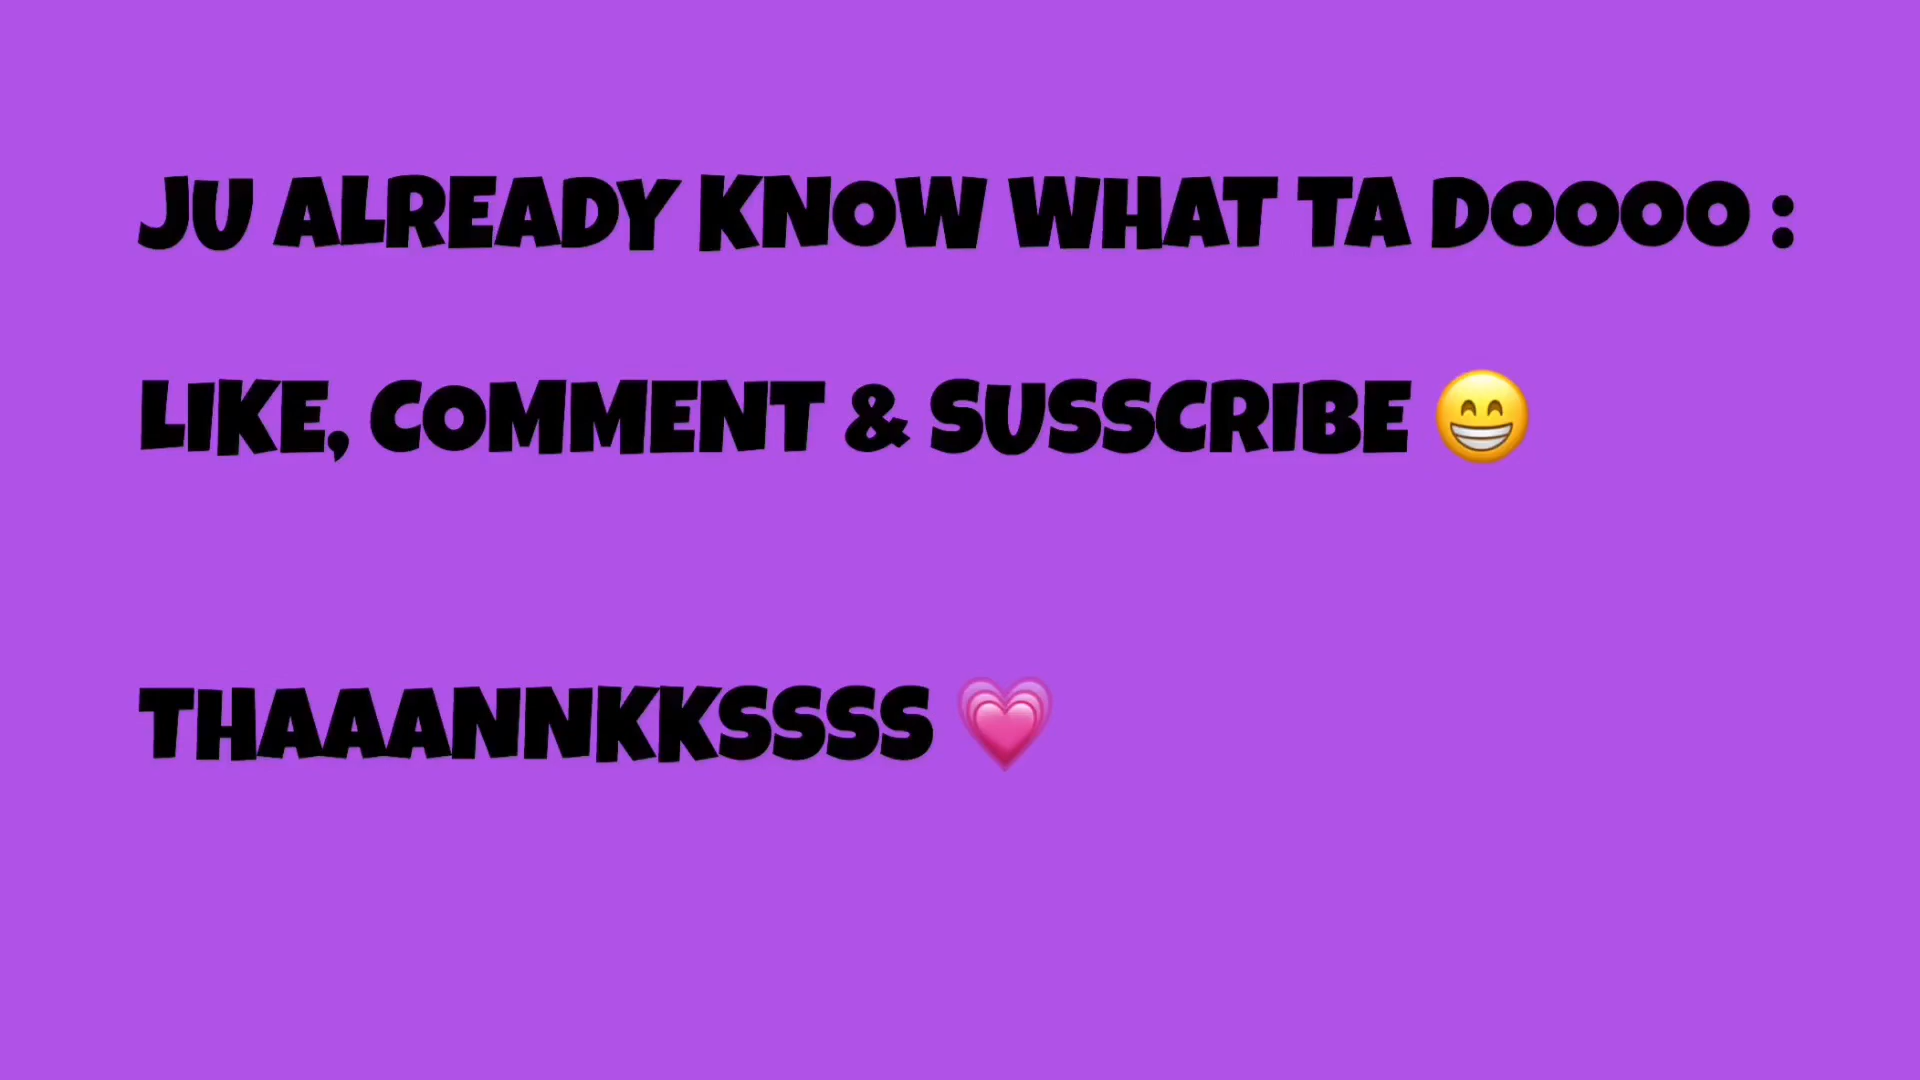 JU ALREADY KNOW WHAT TA DOOOO :
LIKE, COMMENT & SUSSCRIBE 😁
THAAANNKKSSSS 💗